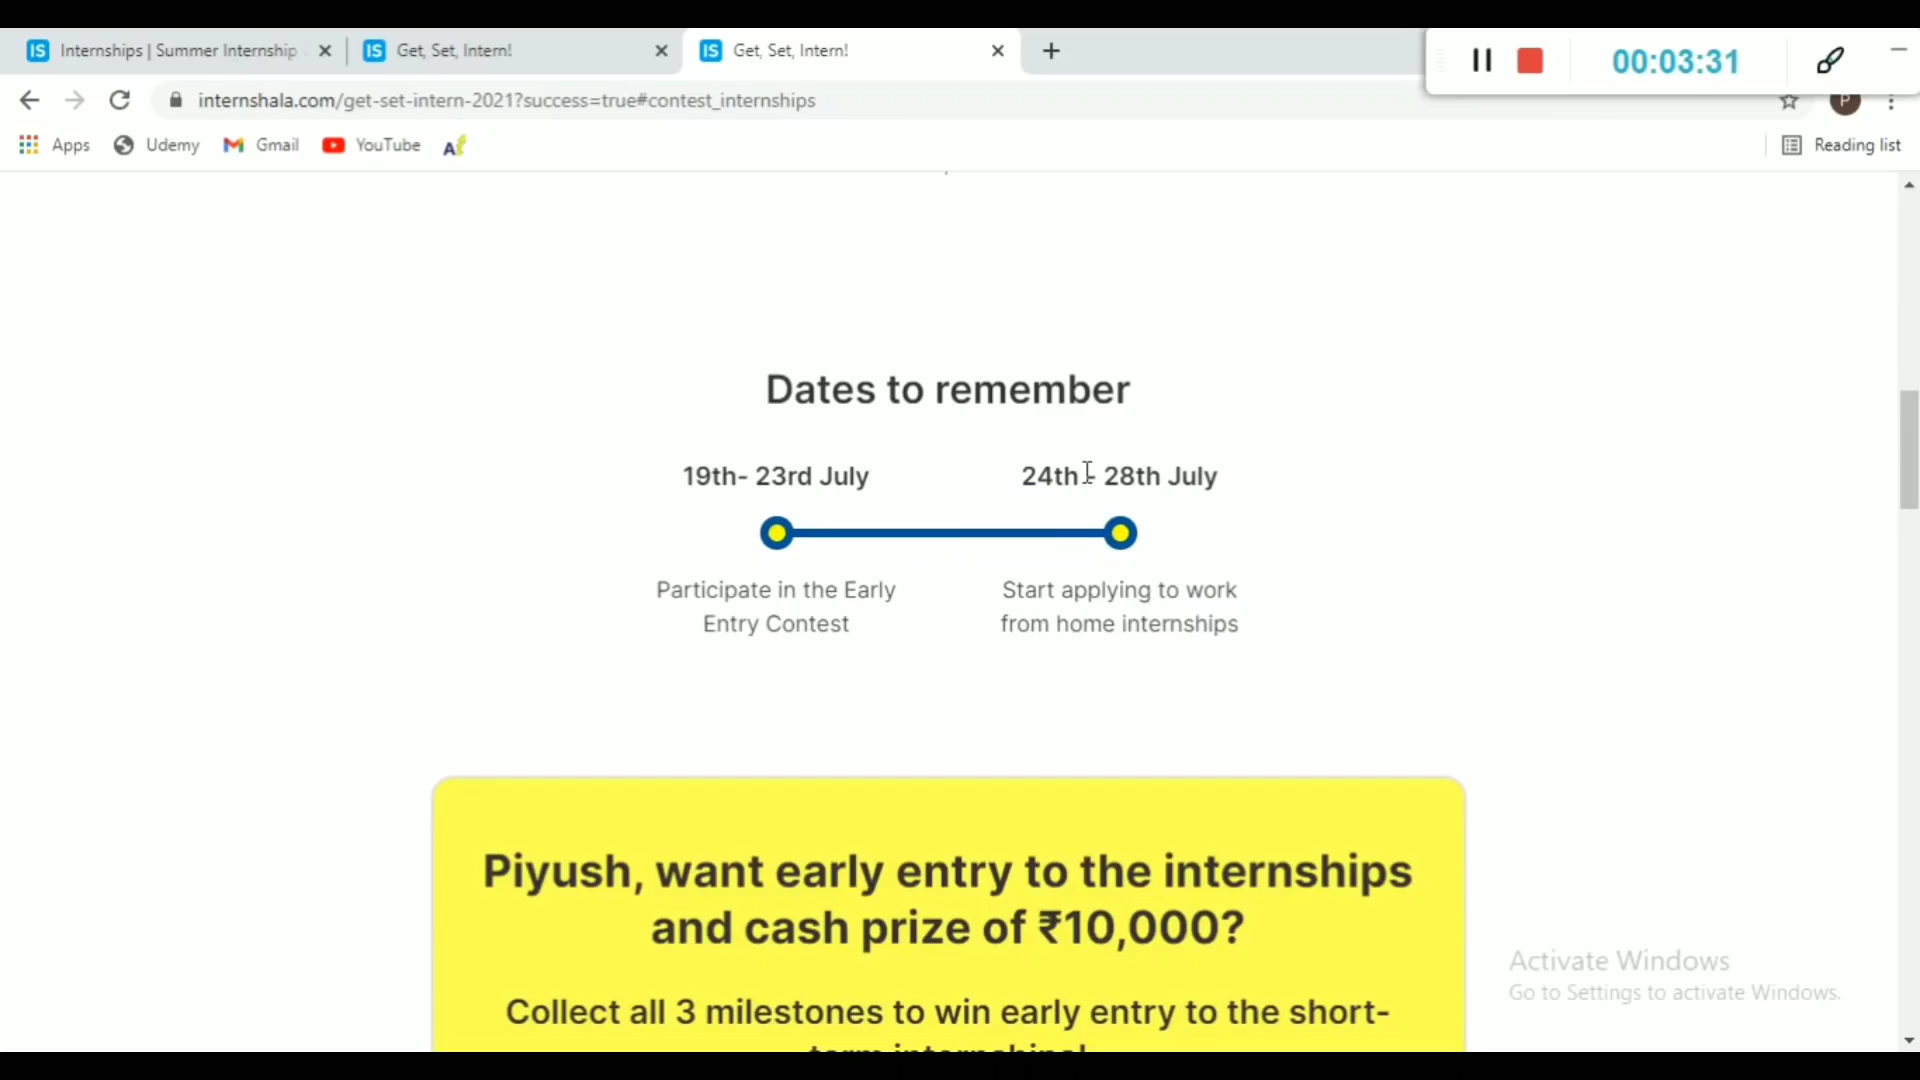 Internships | Summer Internship
Get, Set, Intern!
Get, Set, Intern!
00:03:31
internshala.com/get-set-intern-2021?success=true#contest_internships
P
Apps
Udemy
Gmail
YouTube
Reading list
Dates to remember
19th- 23rd July
24th - 28th July
Participate in the Early
Entry Contest
Start applying to work
from home internships
Piyush, want early entry to the internships
and cash prize of ₹10,000?
Collect all 3 milestones to win early entry to the short-
term internships!
Activate Windows
Go to Settings to activate Windows.